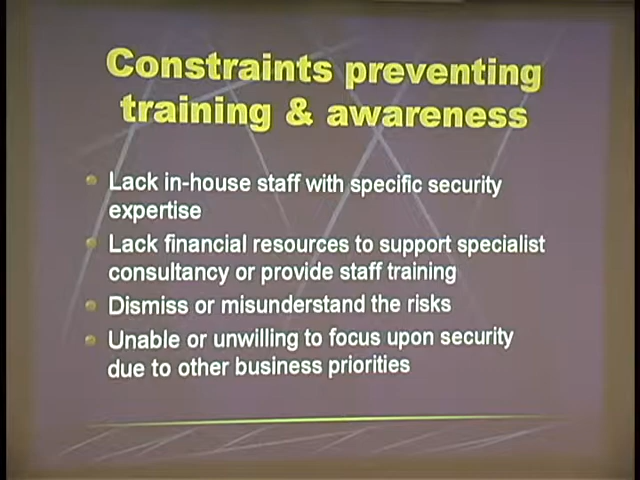 Constraints preventing
training & awareness
Lack in-house staff with specific security
expertise
Lack financial resources to support specialist
consultancy or provide staff training
Dismiss or misunderstand the risks
Unable or unwilling to focus upon security
due to other business priorities